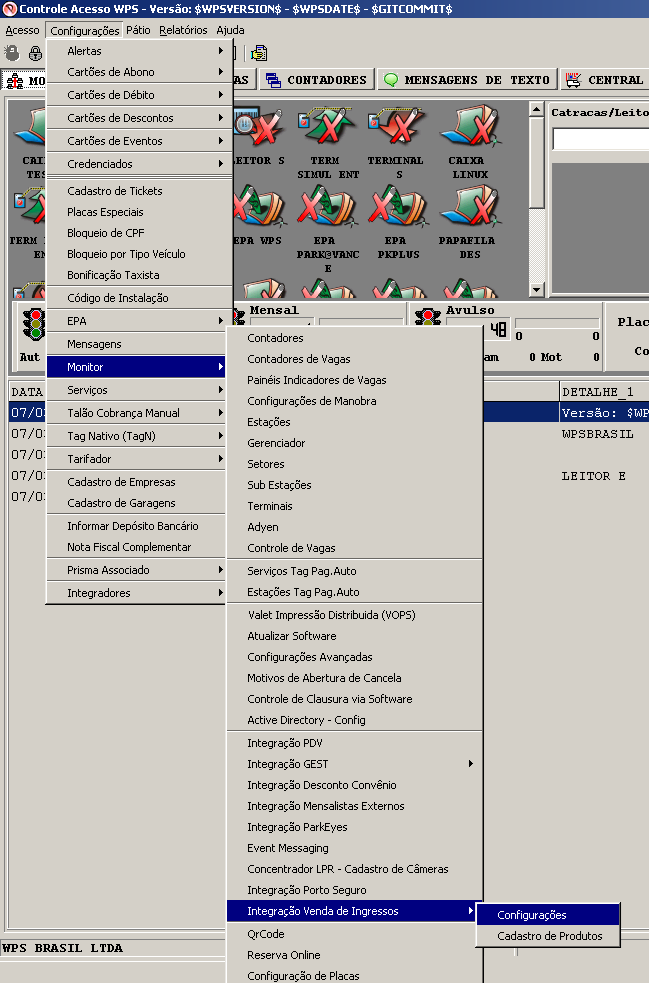 Controle Acesso WPS - Versão: $WPSVERSION$ - $WPSDATE$ - $GITCOMMIT$
Acesso Configurações Pátio Relatórios Ajuda
MO
AS
CONTADORES
MENSAGENS DE TEXTO
CENTRAL
Alertas
Cartões de Abono
Cartões de Débito
Cartões de Descontos
Cartões de Eventos
Credenciados
Cadastro de Tickets
Placas Especiais
Bloqueio de CPF
Bloqueio por Tipo Veículo
Bonificação Taxista
Código de Instalação
EPA
Mensagens
Monitor
Serviços
Talão Cobrança Manual
Tag Nativo (TagN)
Tarifador
Cadastro de Empresas
Cadastro de Garagens
Informar Depósito Bancário
Nota Fiscal Complementar
Prisma Associado
Integradores
CAI
TES
LEITOR S
TERM
SIMUL ENT
TERMINAL
S
CAIXA
LINUX
TERM
EN
EPA WPS
EPA
PARK@VANC
E
EPA
PKPLUS
PAPAFILA
DES
Catracas/Leito
Aut
Mensal
Avulso
48
0
0
am
0 Mot
0
Plac
Co
DATA
DETALHE_1
07/0
Versão: $WP
07/0
WPSBRASIL
07/0
07/0
LEITOR E
07/0
Contadores
Contadores de Vagas
Painéis Indicadores de Vagas
Configurações de Manobra
Estações
Gerenciador
Setores
Sub Estações
Terminais
Adyen
Controle de Vagas
Serviços Tag Pag.Auto
Estações Tag Pag.Auto
Valet Impressão Distribuida (VOPS)
Atualizar Software
Configurações Avançadas
Motivos de Abertura de Cancela
Controle de Clausura via Software
Active Directory - Config
Integração PDV
Integração GEST
Integração Desconto Convênio
Integração Mensalistas Externos
Integração ParkEyes
Event Messaging
Concentrador LPR - Cadastro de Câmeras
Integração Porto Seguro
Integração Venda de Ingressos
QrCode
Reserva Online
Configuração de Placas
Configurações
Cadastro de Produtos
WPS BRASIL LTDA